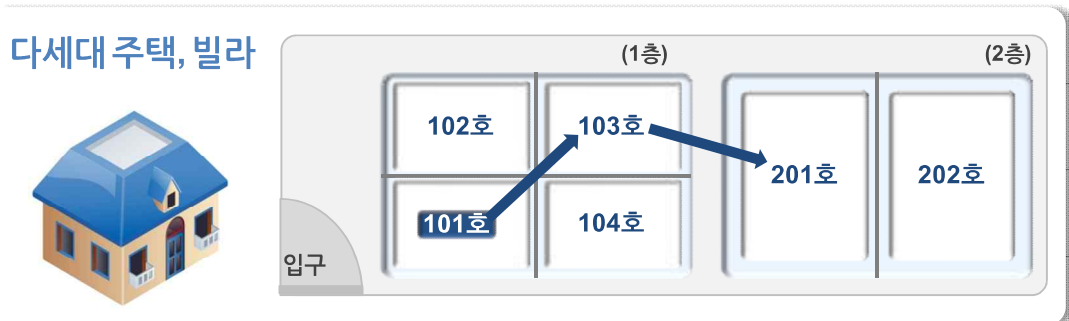 다세대 주택, 빌라
(1층)
(2층)
102호
103호
201호
202호
101호
104호
입구